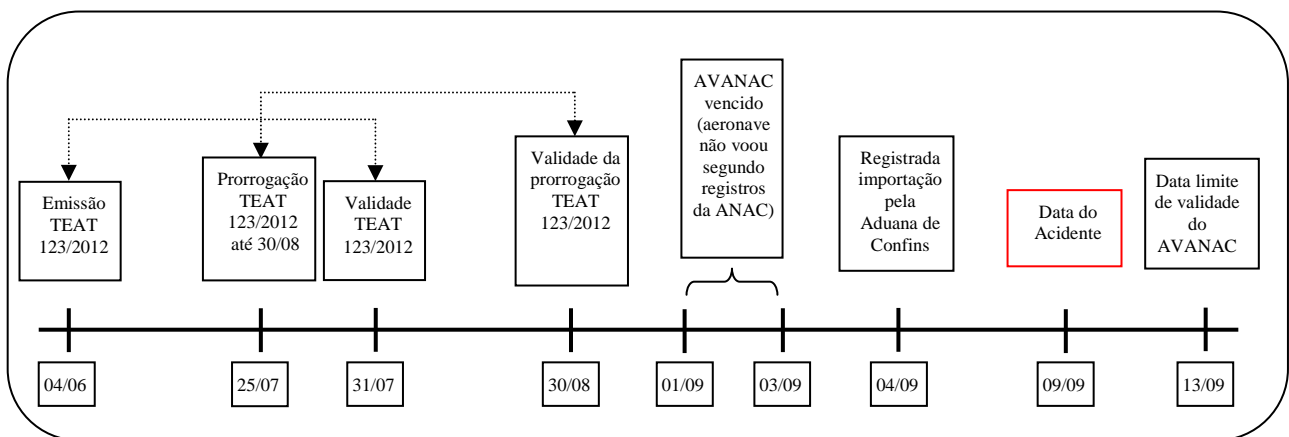 Emissão
TEAT
123/2012
Prorrogação
TEAT
123/2012
até 30/08
Validade
TEAT
123/2012
Validade da
prorrogação
TEAT
123/2012
AVANAC
vencido
(aeronave
não voou
segundo
registros
da ANAC)
Registrada
importação
pela
Aduana de
Confins
Data do
Acidente
Data limite
de validade
do
AVANAC
04/06
25/07
31/07
30/08
01/09
03/09
04/09
09/09
13/09